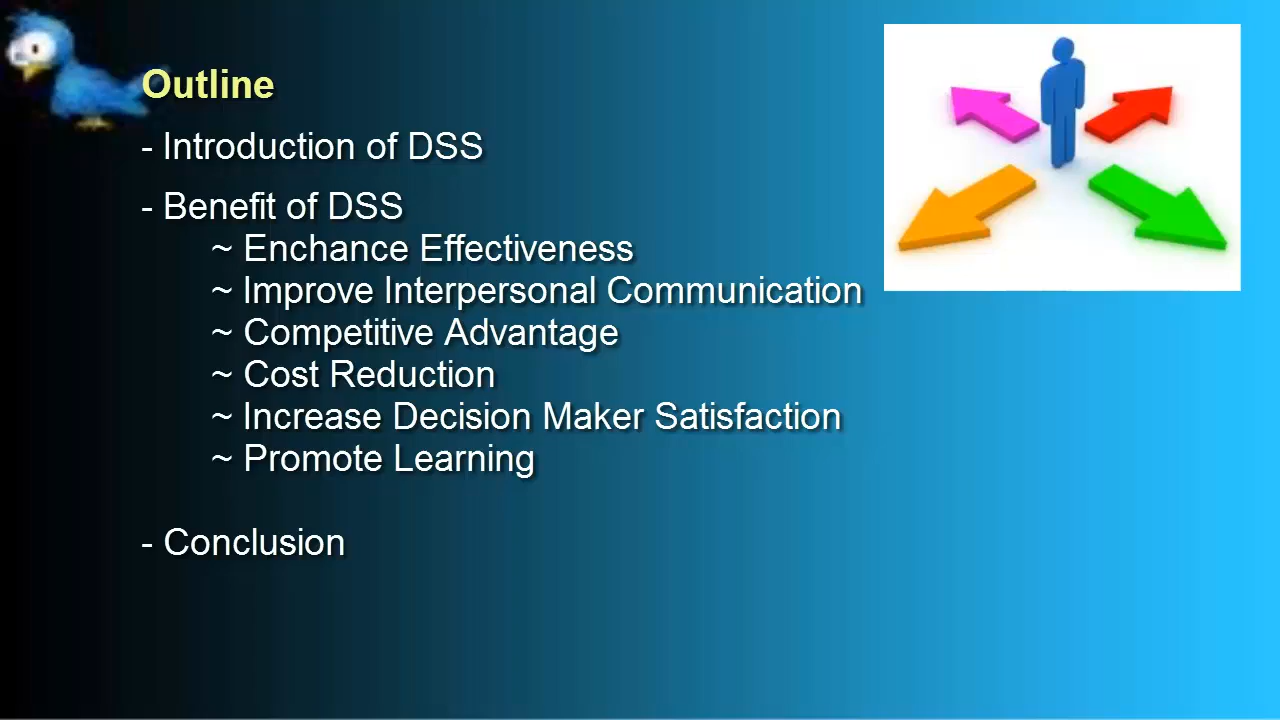 Outline
- Introduction of DSS
- Benefit of DSS
~ Enchance Effectiveness
~ Improve Interpersonal Communication
~ Competitive Advantage
~ Cost Reduction
~ Increase Decision Maker Satisfaction
~ Promote Learning
- Conclusion